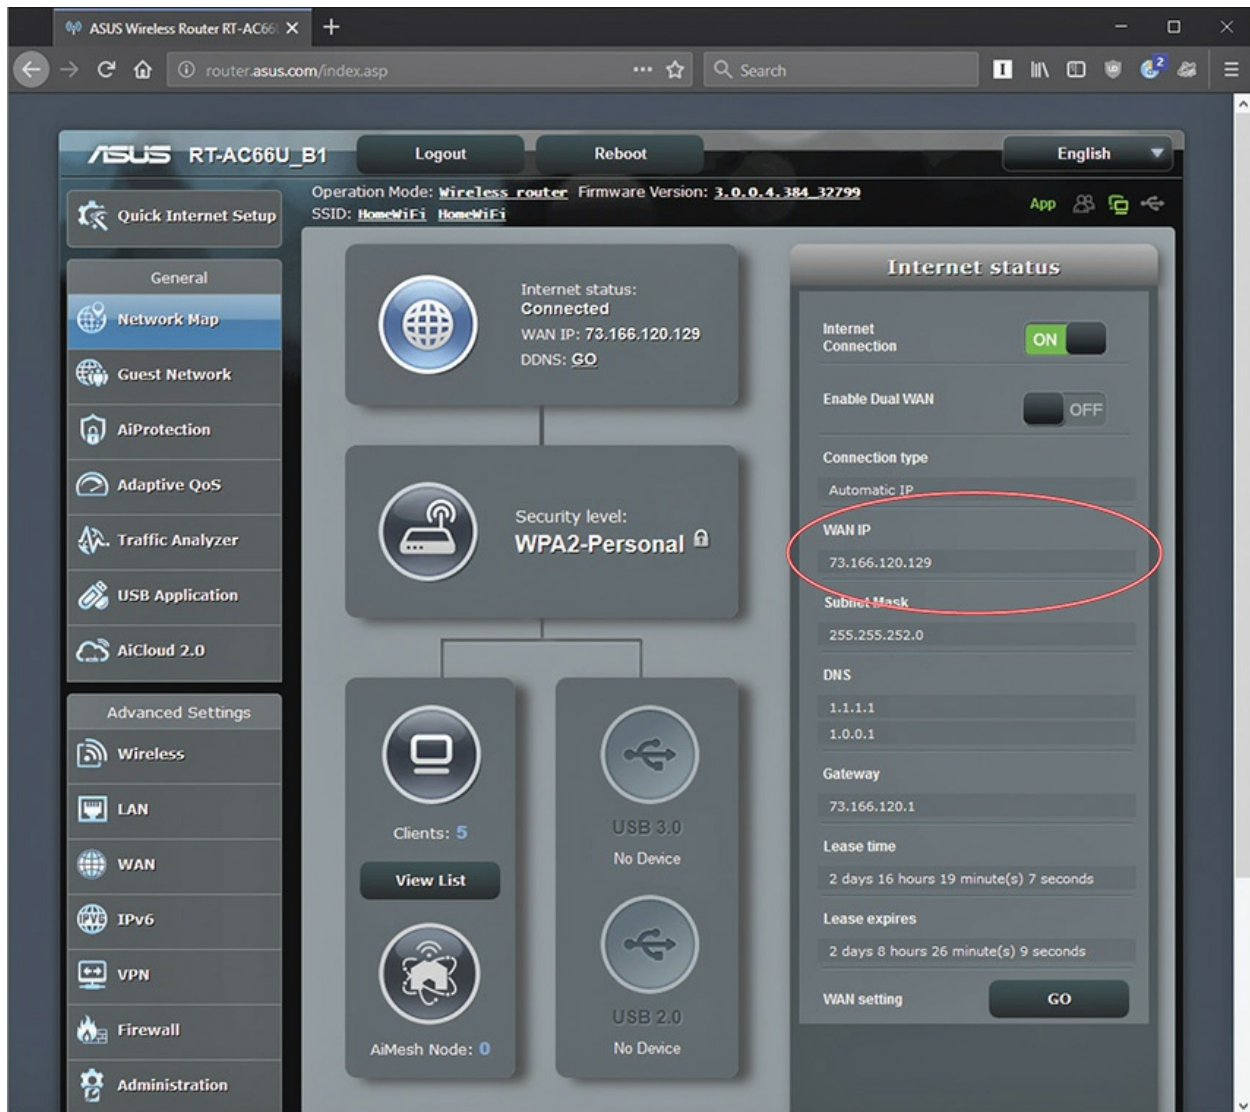 ASUS Wireless Router RT-AC66
router.asus.com/index.asp
Search
2
ASUS RT-AC66U_B1
Logout
Reboot
English
Quick Internet Setup
Operation Mode: Wireless router Firmware Version: 3.0.0.4.384_32799
SSID: HomeWiFi HomeWiFi
App
General
Network Map
Guest Network
AiProtection
Adaptive QoS
Traffic Analyzer
USB Application
AiCloud 2.0
Advanced Settings
Wireless
LAN
WAN
IPv6
VPN
Firewall
Administration
Internet status:
Connected
WAN IP: 73.166.120.129
DDNS: GO
Security level:
WPA2-Personal
Clients: 5
View List
AiMesh Node: 0
USB 3.0
No Device
USB 2.0
No Device
Internet status
Internet
Connection
ON
Enable Dual WAN
OFF
Connection type
Automatic IP
WAN IP
73.166.120.129
Subnet Mask
255.255.252.0
DNS
1.1.1.1
1.0.0.1
Gateway
73.166.120.1
Lease time
2 days 16 hours 19 minute(s) 7 seconds
Lease expires
2 days 8 hours 26 minute(s) 9 seconds
WAN setting
GO